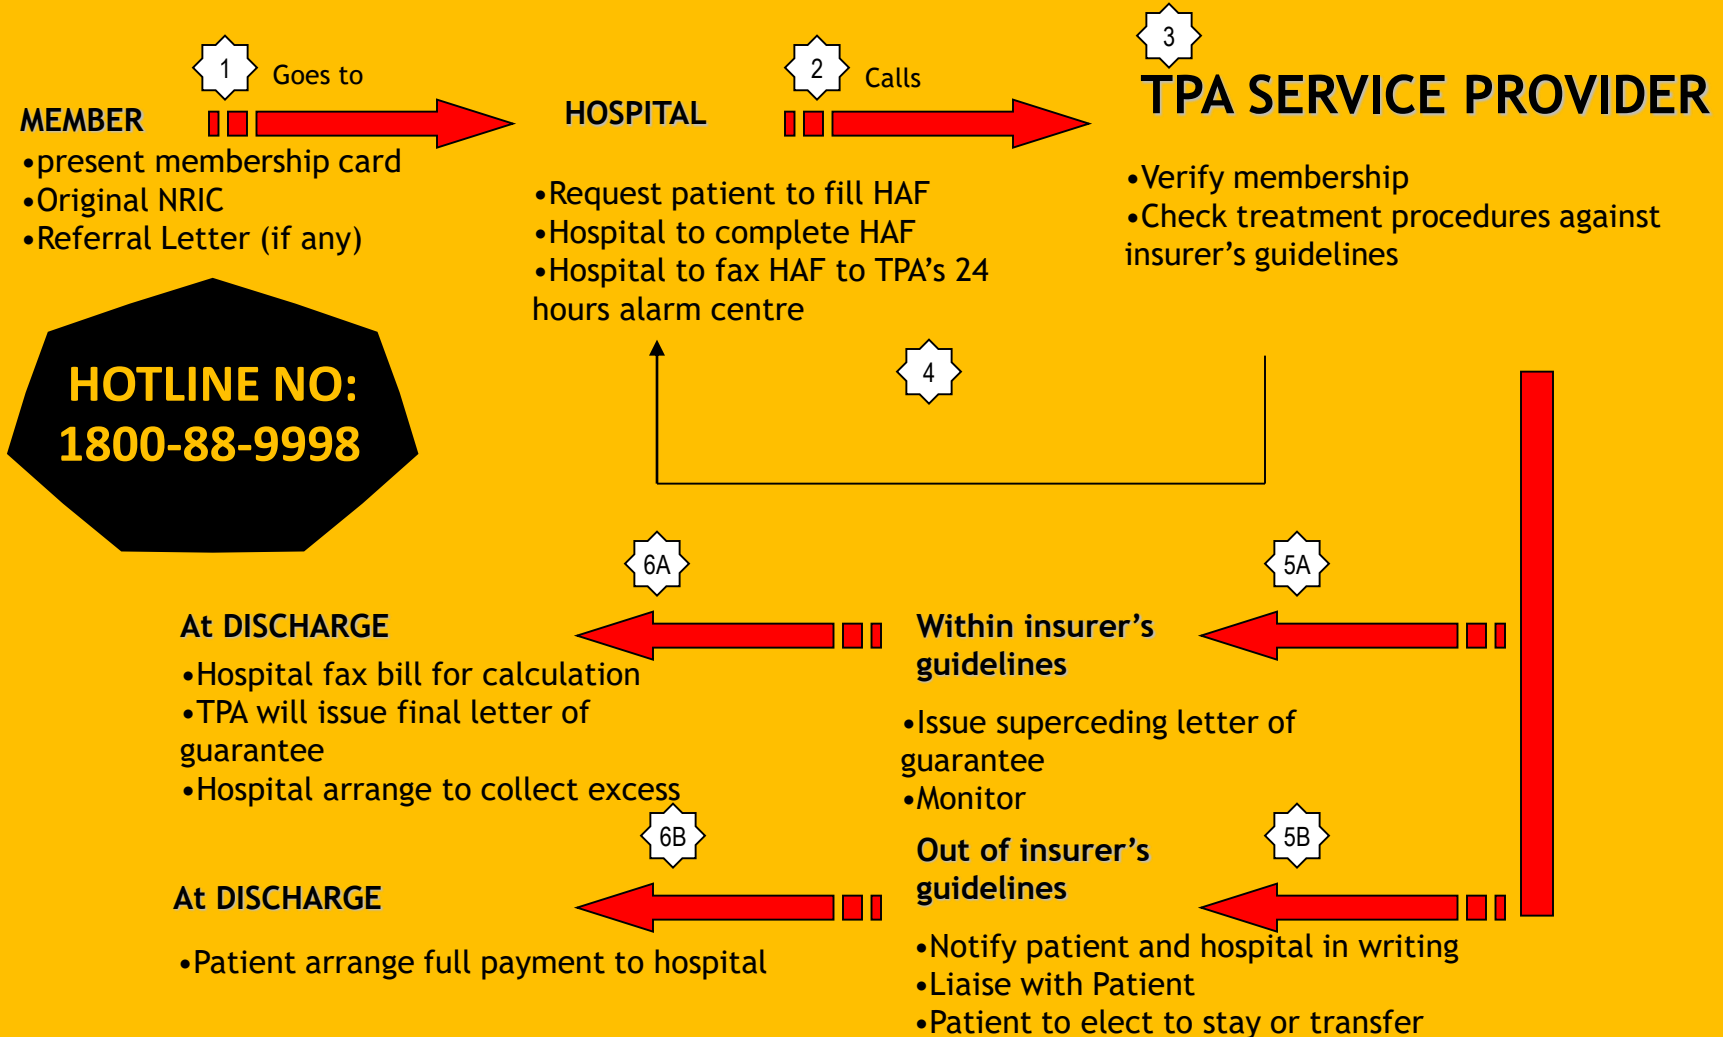 1
Goes to
MEMBER
•present membership card
•Original NRIC
•Referral Letter (if any)
2
Calls
HOSPITAL
•Request patient to fill HAF
•Hospital to complete HAF
•Hospital to fax HAF to TPA’s 24
hours alarm centre
3
TPA SERVICE PROVIDER
•Verify membership
•Check treatment procedures against
insurer’s guidelines
HOTLINE NO:
1800-88-9998
4
5A
Within insurer’s
guidelines
•Issue superceding letter of
guarantee
•Monitor
6A
At DISCHARGE
•Hospital fax bill for calculation
•TPA will issue final letter of
guarantee
•Hospital arrange to collect excess
5B
Out of insurer’s
guidelines
•Notify patient and hospital in writing
•Liaise with Patient
•Patient to elect to stay or transfer
6B
At DISCHARGE
•Patient arrange full payment to hospital